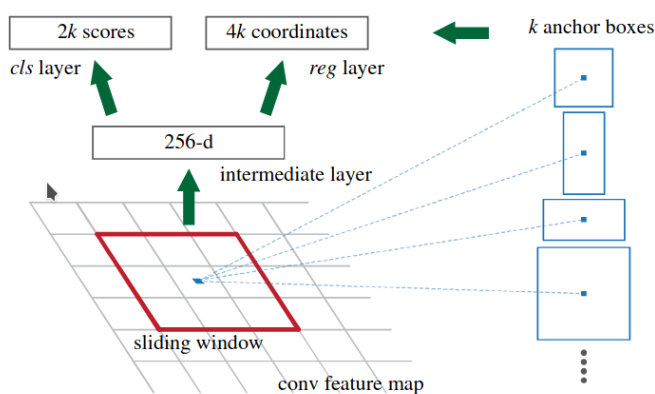 2k scores
4k coordinates
k anchor boxes
cls layer
reg layer
256-d
intermediate layer
sliding window
conv feature map